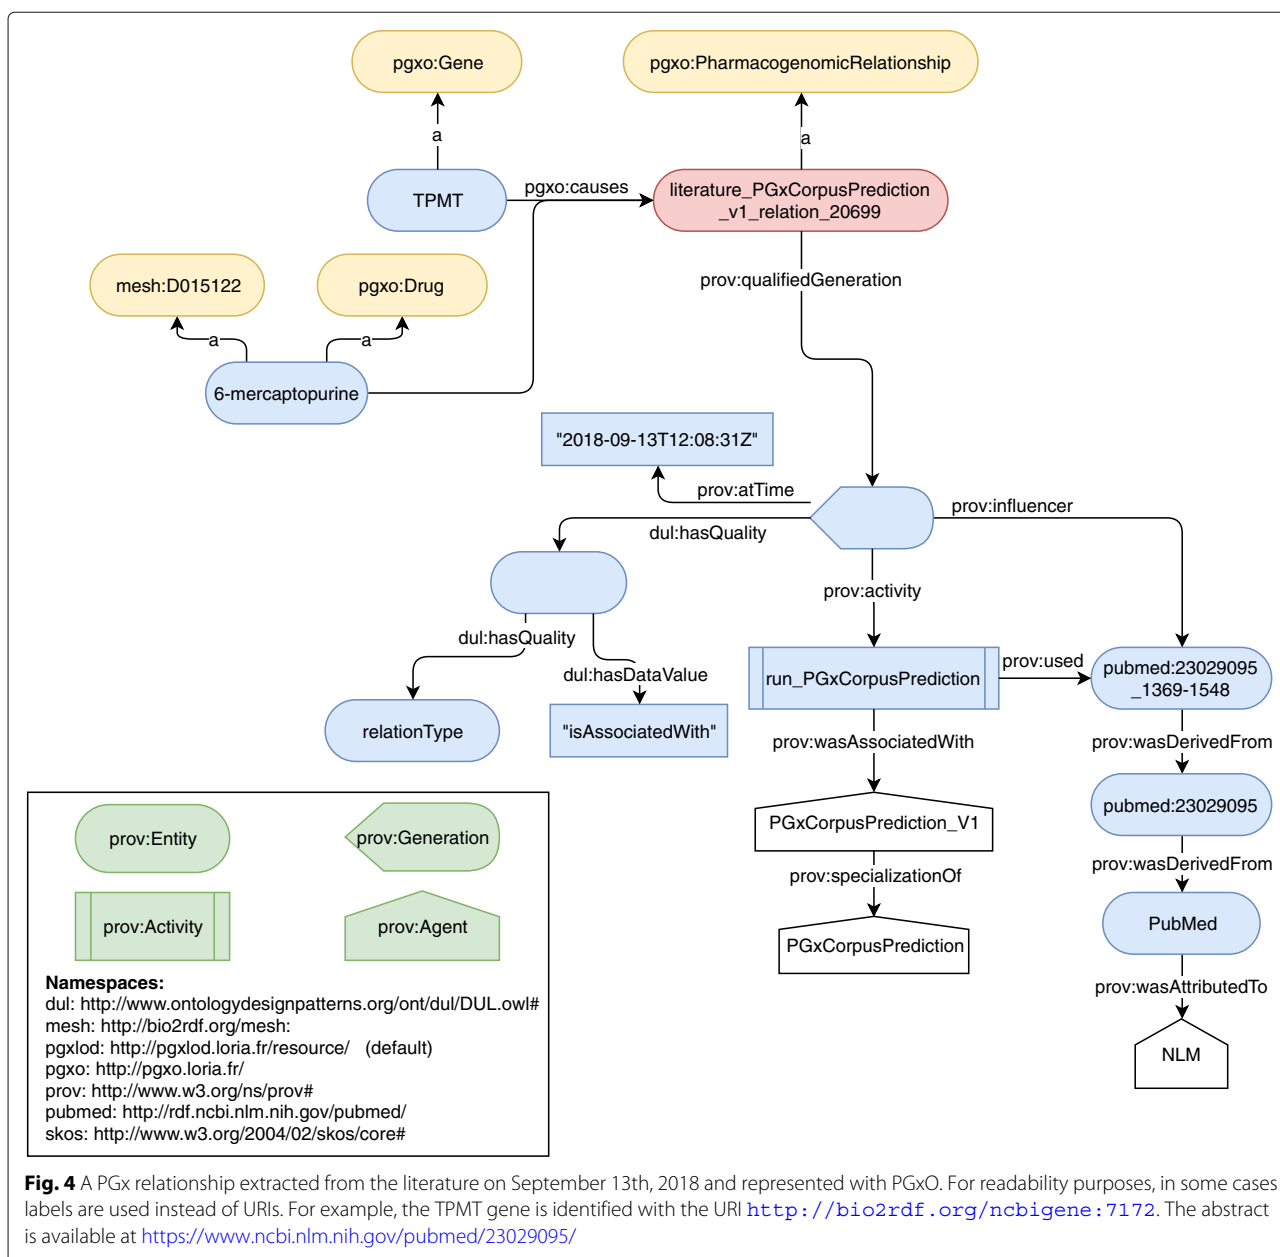 pgxo:Gene
pgxo:PharmacogenomicRelationship
a
a
TPMT
pgxo:causes
literature_PGxCorpusPrediction
_v1_relation_20699
mesh:D015122
pgxo:Drug
prov:qualifiedGeneration
a
a
6-mercaptopurine
"2018-09-13T12:08:31Z"
prov:atTime
prov:influencer
dul:hasQuality
prov:activity
dul:hasQuality
dul:hasDataValue
run_PGxCorpusPrediction
prov:used
pubmed:23029095
_1369-1548
relationType
"isAssociatedWith"
prov:wasAssociatedWith
prov:wasDerivedFrom
PGxCorpusPrediction_V1
pubmed:23029095
prov:specializationOf
prov:wasDerivedFrom
PGxCorpusPrediction
PubMed
prov:wasAttributedTo
NLM
prov:Entity
prov:Generation
prov:Activity
prov:Agent
Namespaces:
dul: http://www.ontologydesignpatterns.org/ont/dul/DUL.owl#
mesh: http://bio2rdf.org/mesh:
pgxlod: http://pgxlod.loria.fr/resource/ (default)
pgxo: http://pgxo.loria.fr/
prov: http://www.w3.org/ns/prov#
pubmed: http://rdf.ncbi.nlm.nih.gov/pubmed/
skos: http://www.w3.org/2004/02/skos/core#
Fig. 4 A PGx relationship extracted from the literature on September 13th, 2018 and represented with PGxO. For readability purposes, in some cases
labels are used instead of URIs. For example, the TPMT gene is identified with the URI http://bio2rdf.org/ncbigene:7172. The abstract
is available at https://www.ncbi.nlm.nih.gov/pubmed/23029095/